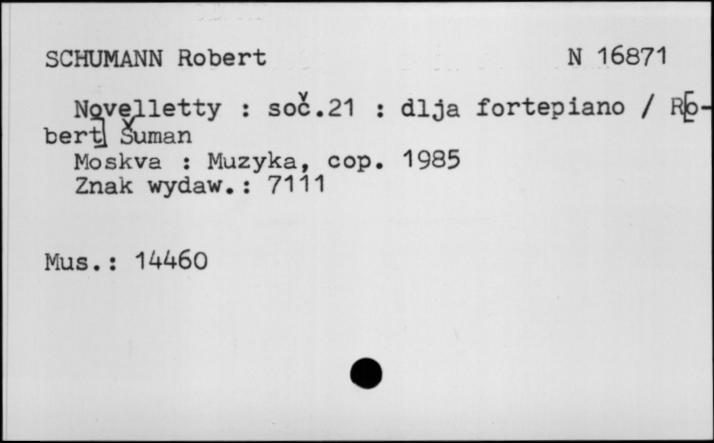 SCHUMANN Robert N 16871
Novelletty : soč.21 : dlja fortepiano / R[o-
bert] Šuman
Moskva : Muzyka, cop. 1985
Znak wydaw.: 7111
Mus.: 14460